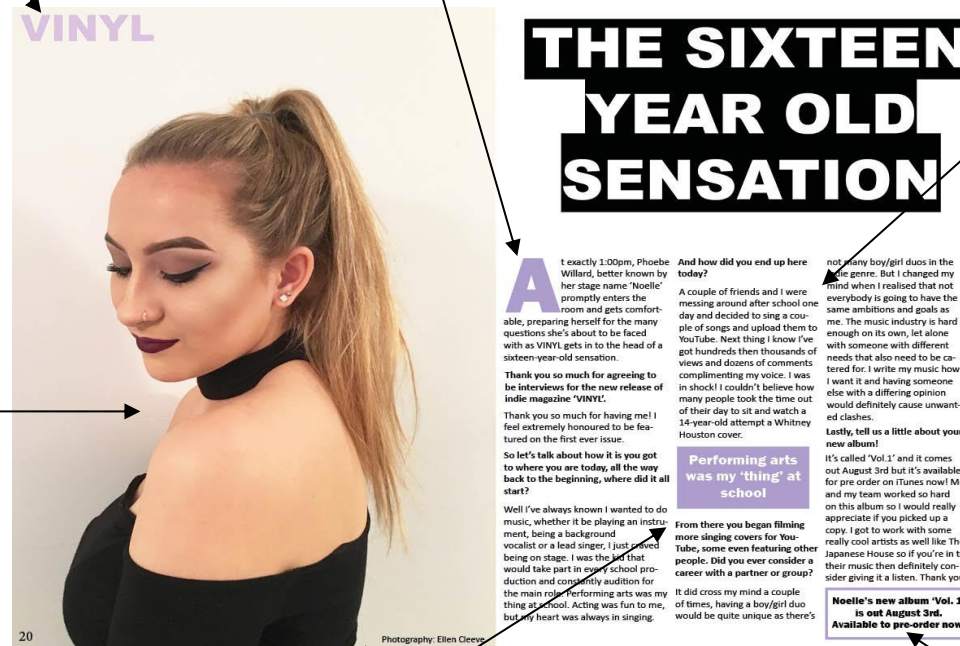 VINYL
20
Photography: Ellen Cleeve
THE SIXTEEN
YEAR OLD
SENSATION
At exactly 1:00pm, Phoebe
Willard, better known by
her stage name 'Noelle'
promptly enters the
room and gets comfort-
able, preparing herself for the many
questions she's about to be faced
with as VINYL gets in to the head of a
sixteen-year-old sensation.
Thank you so much for agreeing to
be interviews for the new release of
indie magazine 'VINYL'.
Thank you so much for having me! I
feel extremely honoured to be fea-
tured on the first ever issue.
So let's talk about how it is you got
to where you are today, all the way
back to the beginning, where did it all
start?
Well I've always known I wanted to do
music, whether it be playing an instru-
ment, being a background
vocalist or a lead singer, I just craved
being on stage. I was the kid that
would take part in every school pro-
duction and constantly audition for
the main role. Performing arts was my
thing at school. Acting was fun to me,
but my heart was always in singing.
And how did you end up here
today?
A couple of friends and I were
messing around after school one
day and decided to sing a cou-
ple of songs and upload them to
YouTube. Next thing I know I've
got hundreds then thousands of
views and dozens of comments
complimenting my voice. I was
in shock! I couldn't believe how
many people took the time out
of their day to sit and watch a
14-year-old attempt a Whitney
Houston cover.
Performing arts
was my 'thing' at
school
From there you began filming
more singing covers for You-
Tube, some even featuring other
people. Did you ever consider a
career with a partner or group?
It did cross my mind a couple
of times, having a boy/girl duo
would be quite unique as there's
not many boy/girl duos in the
indie genre. But I changed my
mind when I realised that not
everybody is going to have the
same ambitions and goals as
me. The music industry is hard
enough on its own, let alone
with someone with different
needs that also need to be ca-
tered for. I write my music how
I want it and having someone
else with a differing opinion
would definitely cause unwant-
ed clashes.
Lastly, tell us a little about your
new album!
It's called 'Vol.1' and it comes
out August 3rd but it's available
for pre order on iTunes now!
and my team worked so hard
on this album so I would really
appreciate if you picked up a
copy. I got to work with some
really cool artists as well like
Japanese House so if you're in
their music then definitely con-
sider giving it a listen. Thank
Noelle's new album 'Vol. 1
is out August 3rd.
Available to pre-order now